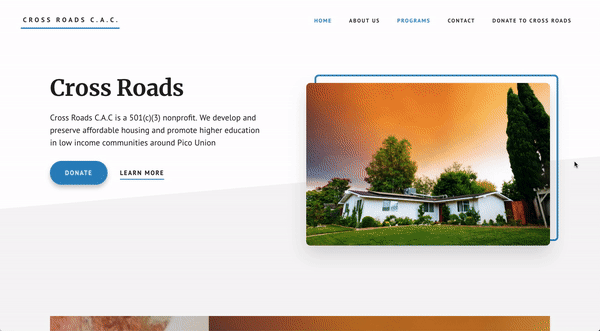 CROSS ROADS C.A.C.
HOME ABOUT US PROGRAMS CONTACT DONATE TO CROSS ROADS
Cross Roads
Cross Roads C.A.C is a 501(c)(3) nonprofit. We develop and
preserve affordable housing and promote higher education
in low income communities around Pico Union
DONATE LEARN MORE